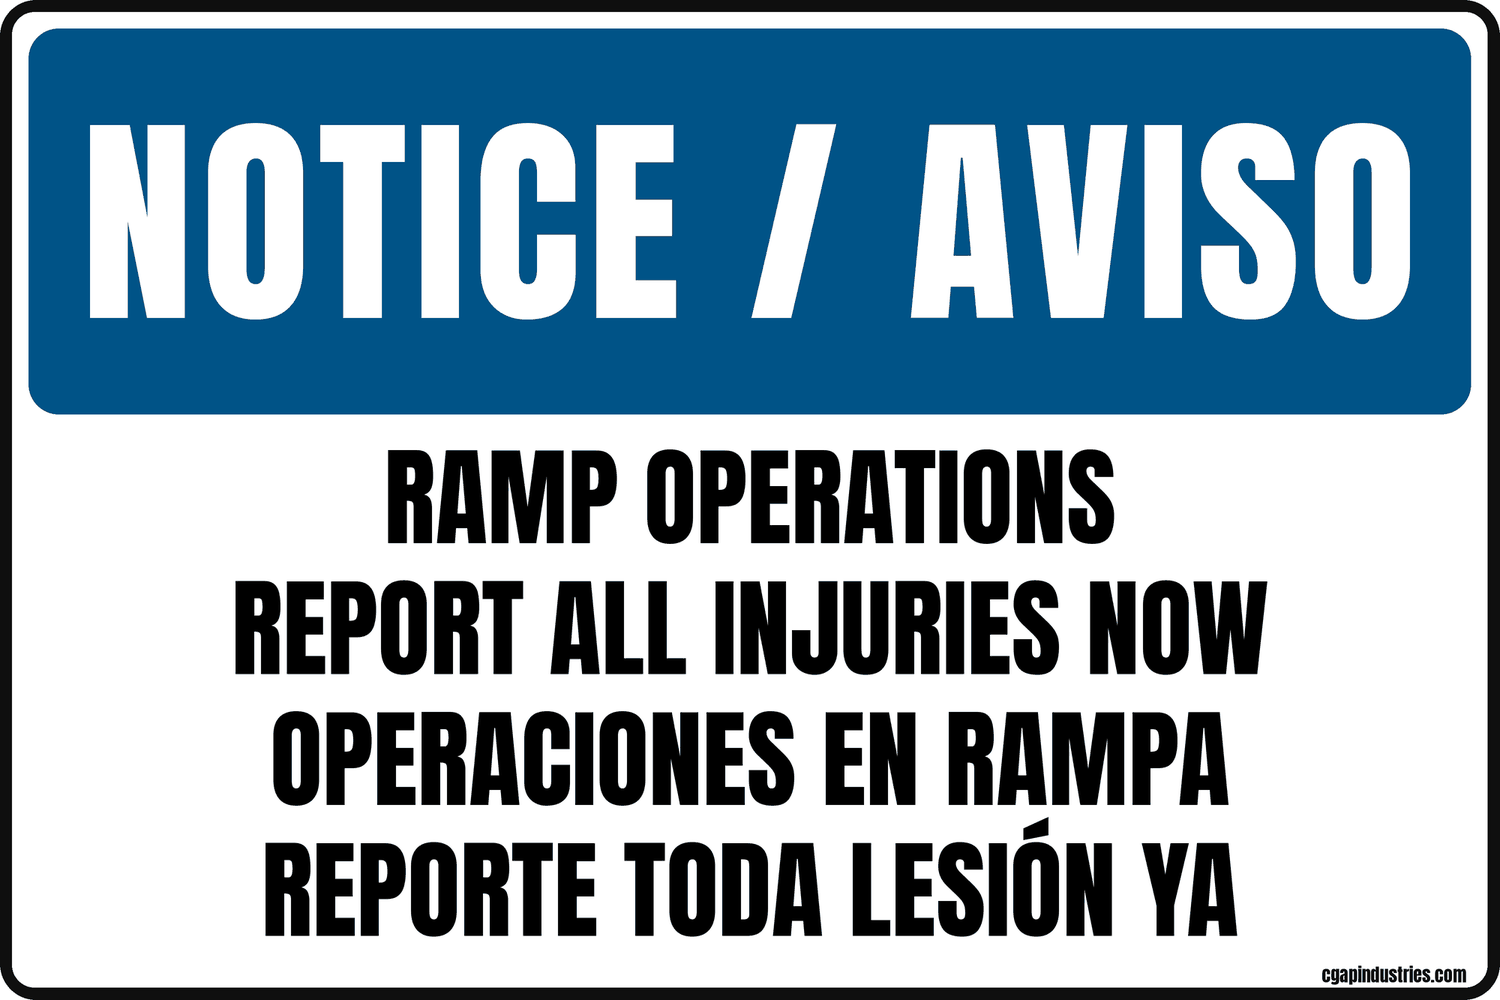 NOTICE / AVISO
RAMP OPERATIONS
REPORT ALL INJURIES NOW
OPERACIONES EN RAMPA
REPORTE TODA LESIÓN YA
cgapindustries.com